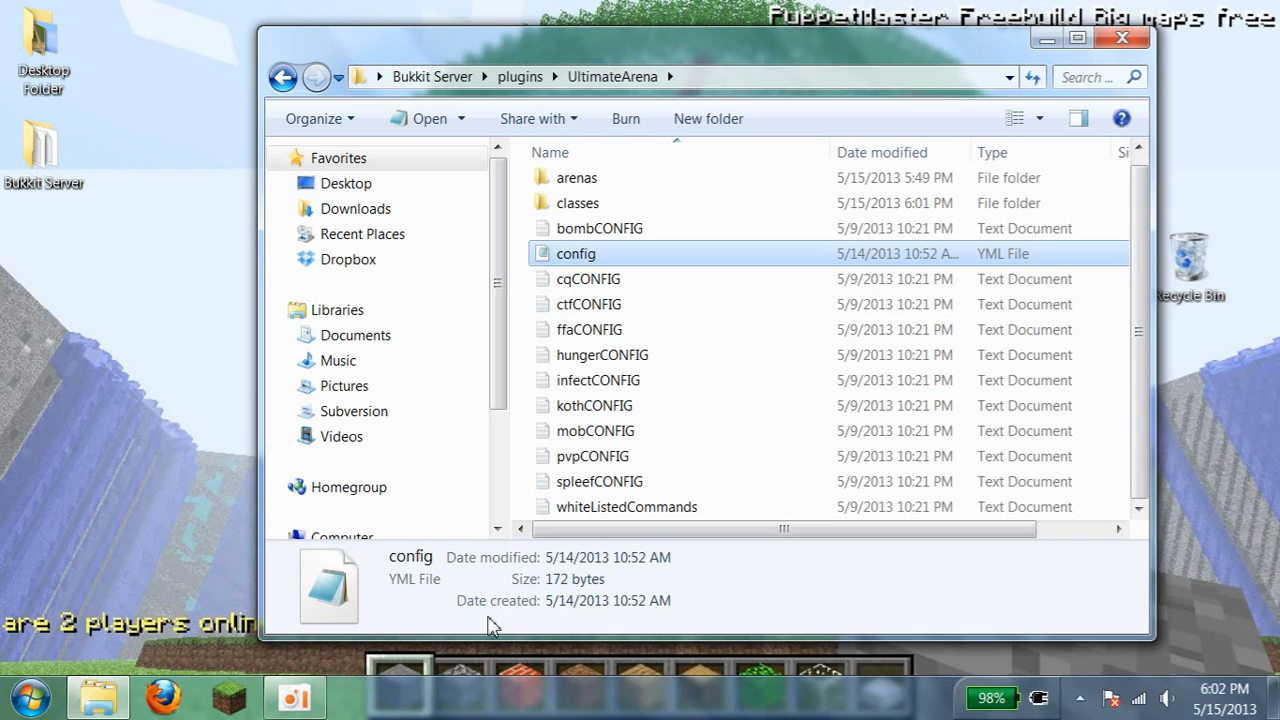 PuppetMaster Freebuild Big maps free
Desktop
Folder
Bukkit Server
Recycle Bin
Bukkit Server
plugins
UltimateArena
Search ...
Organize
Open
Share with
Burn
New folder
Favorites
Desktop
Downloads
Recent Places
Dropbox
Libraries
Documents
Music
Pictures
Subversion
Videos
Homegroup
Computer
Name Date modified Type Si
arenas 5/15/2013 5:49 PM File folder
classes 5/15/2013 6:01 PM File folder
bombCONFIG 5/9/2013 10:21 PM Text Document
config 5/14/2013 10:52 A... YML File
cqCONFIG 5/9/2013 10:21 PM Text Document
ctfCONFIG 5/9/2013 10:21 PM Text Document
ffaCONFIG 5/9/2013 10:21 PM Text Document
hungerCONFIG 5/9/2013 10:21 PM Text Document
infectCONFIG 5/9/2013 10:21 PM Text Document
kothCONFIG 5/9/2013 10:21 PM Text Document
mobCONFIG 5/9/2013 10:21 PM Text Document
pvpCONFIG 5/9/2013 10:21 PM Text Document
spleefCONFIG 5/9/2013 10:21 PM Text Document
whiteListedCommands 5/9/2013 10:21 PM Text Document
config Date modified: 5/14/2013 10:52 AM
YML File Size: 172 bytes
Date created: 5/14/2013 10:52 AM
are 2 players onlin
98%
6:02 PM
5/15/2013